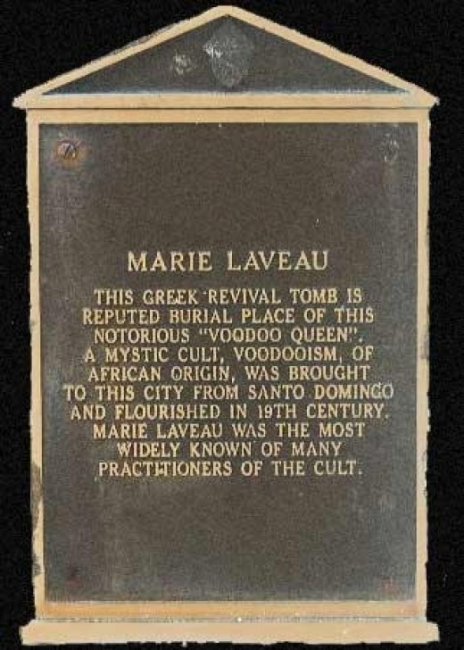 MARIE LAVEAU
THIS GREEK REVIVAL TOMB IS
REPUTED BURIAL PLACE OF THIS
NOTORIOUS "VOODOO QUEEN".
A MYSTIC CULT, VOODOOISM, OF
AFRICAN ORIGIN, WAS BROUGHT
TO THIS CITY FROM SANTO DOMINGO
AND FLOURISHED IN 19TH CENTURY.
MARIE LAVEAU WAS THE MOST
WIDELY KNOWN OF MANY
PRACTITIONERS OF THE CULT.